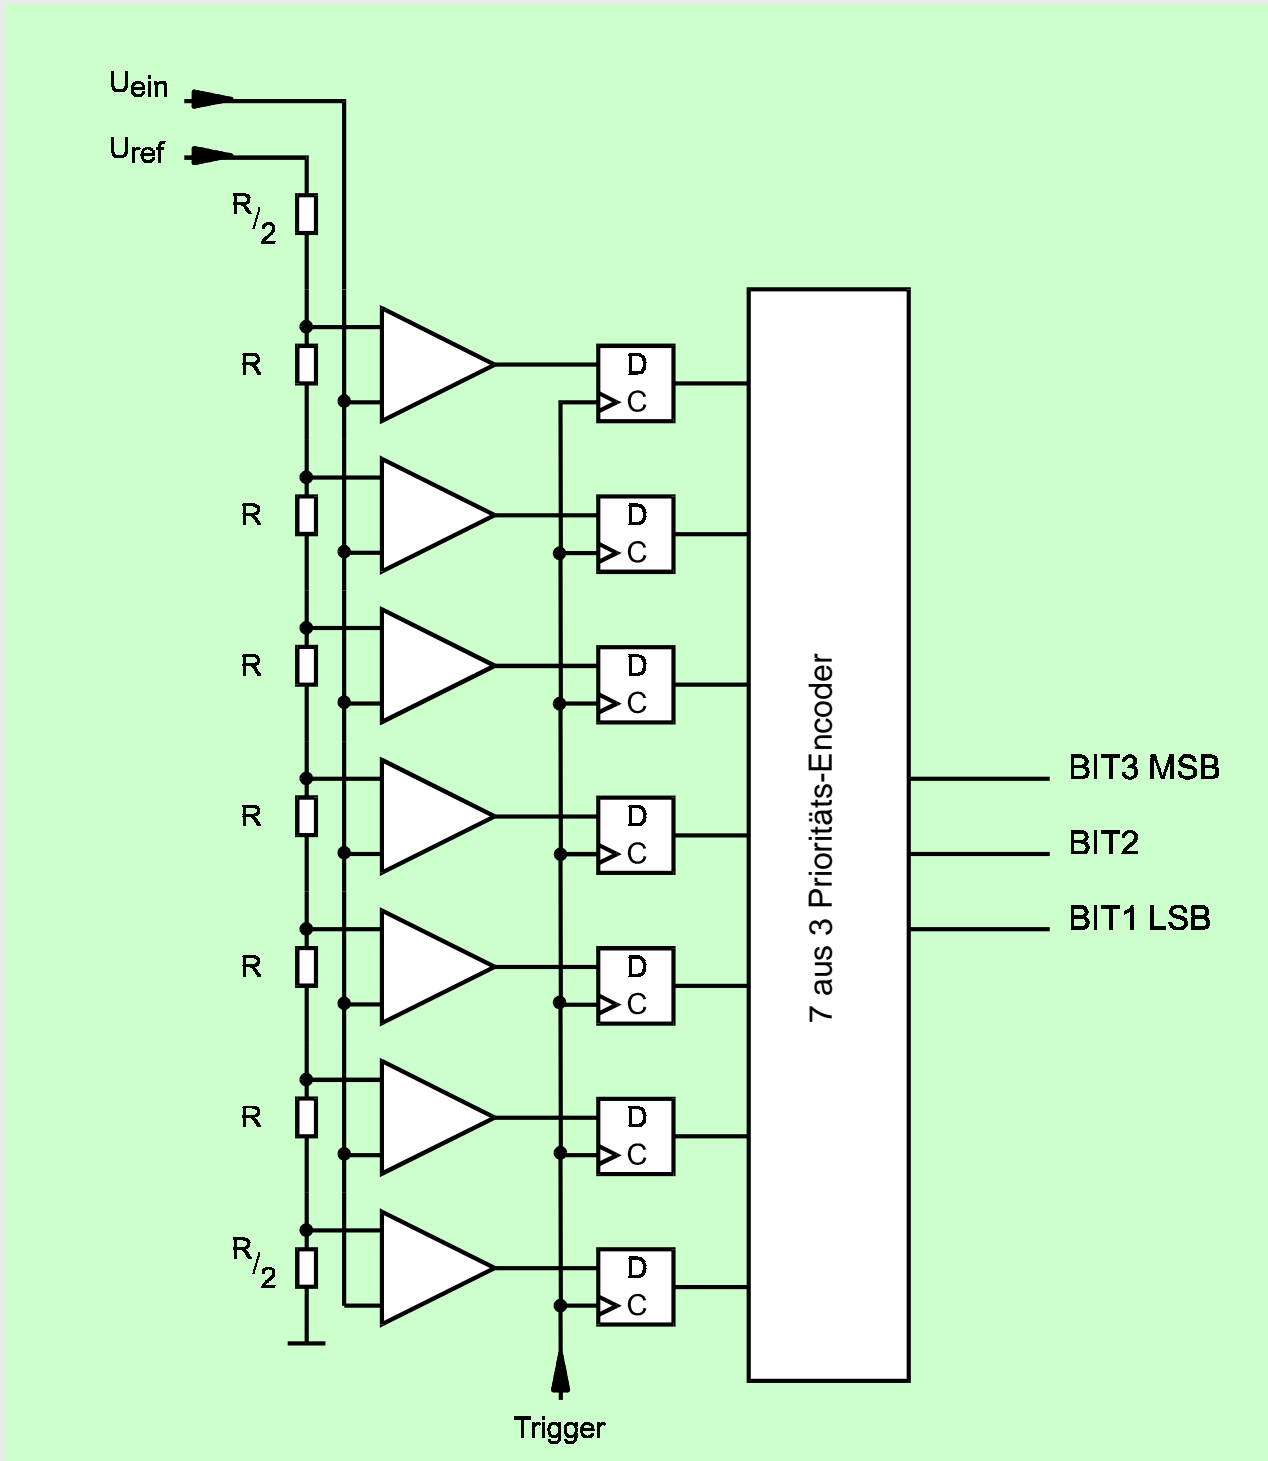 Uein
Uref
R/2
R
D
C
R
D
C
R
D
C
R
D
C
R
D
C
R
D
C
R/2
D
C
7 aus 3 Prioritäts-Encoder
BIT3 MSB
BIT2
BIT1 LSB
Trigger